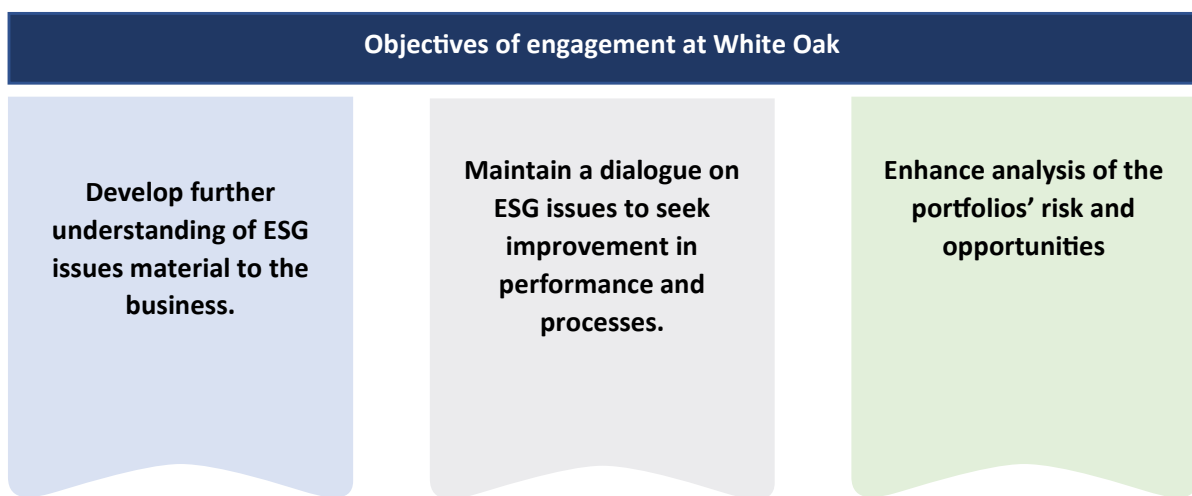 Objectives of engagement at White Oak
Develop further
understanding of ESG
issues material to the
business.
Maintain a dialogue on
ESG issues to seek
improvement in
performance and
processes.
Enhance analysis of the
portfolios’ risk and
opportunities